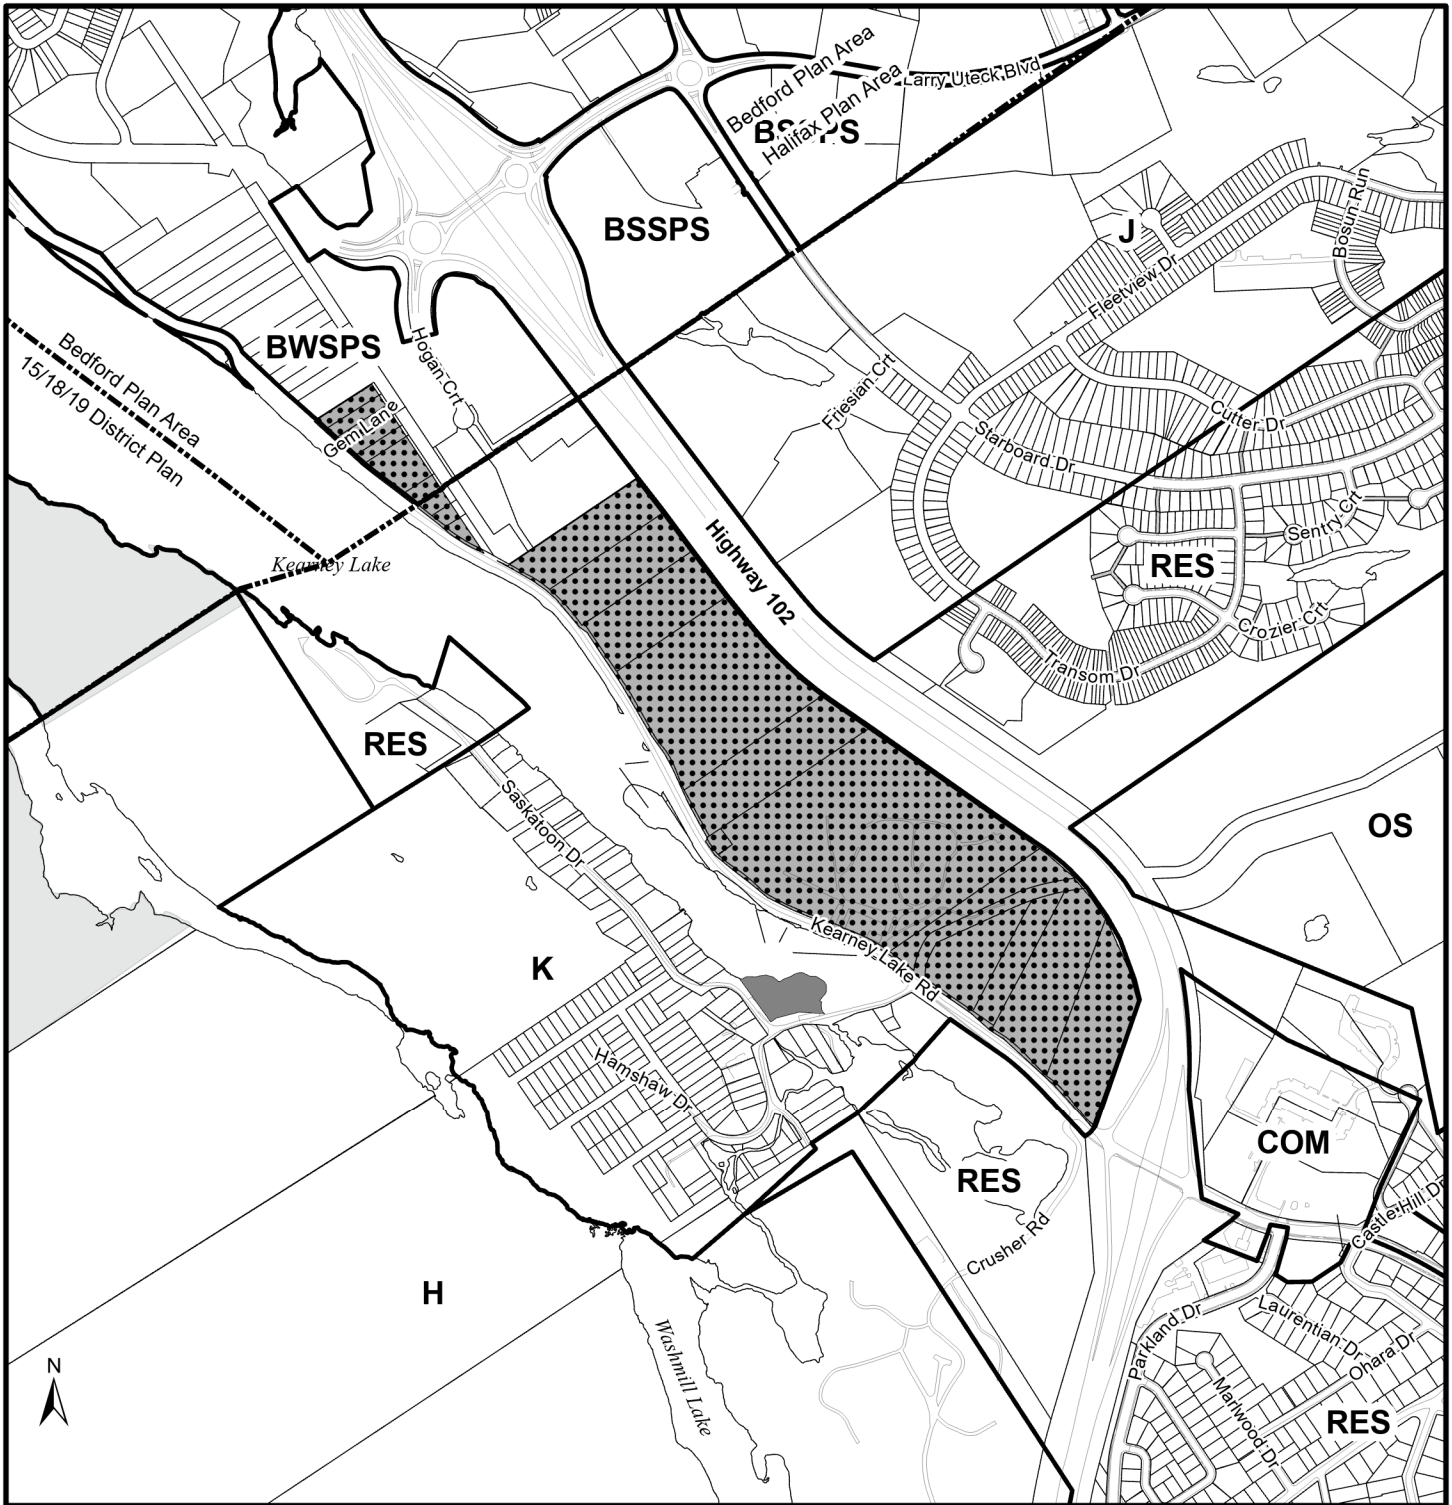 Bedford Plan Area
Halifax Plan Area
Larry Uteck Blvd
BSSPS
BSSPS
J
Bosun Run
Fleetview Dr
BWSPS
Hogan Crt
Bedford Plan Area
15/18/19 District Plan
Gem Lane
Friesian Crt
Cutter Dr
Starboard Dr
Sentry Crt
Highway 102
Kearney Lake
RES
Crozier Crt
Transom Dr
RES
Saskatoon Dr
OS
Kearney Lake Rd
K
Hamshaw Dr
COM
RES
Castle Hill Dr
Crusher Rd
H
Parkland Dr
Laurentian Dr
Ohara Dr
Washmill Lake
N
Marlwood Dr
RES